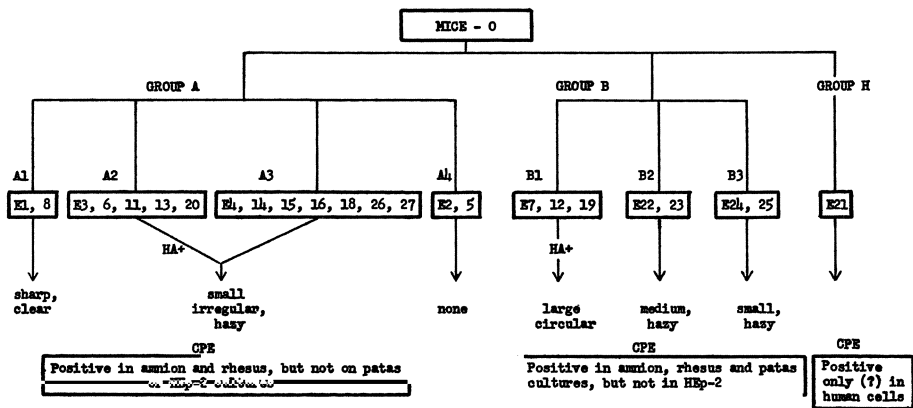 MICE - 0
GROUP A
GROUP B
GROUP H
A1
A2
A3
A4
B1
B2
B3
E1, 8
E3, 6, 11, 13, 20
E4, 14, 15, 16, 18, 26, 27
E2, 5
E7, 12, 19
E22, 23
E24, 25
E21
HA+
HA+
sharp,
clear
small
irregular,
hazy
none
large
circular
medium,
hazy
small,
hazy
CPE
Positive in amnion and rhesus, but not on patas
or HEp-2 cultures
CPE
Positive in amnion, rhesus and patas
cultures, but not in HEp-2
CPE
Positive
only (?) in
human cells